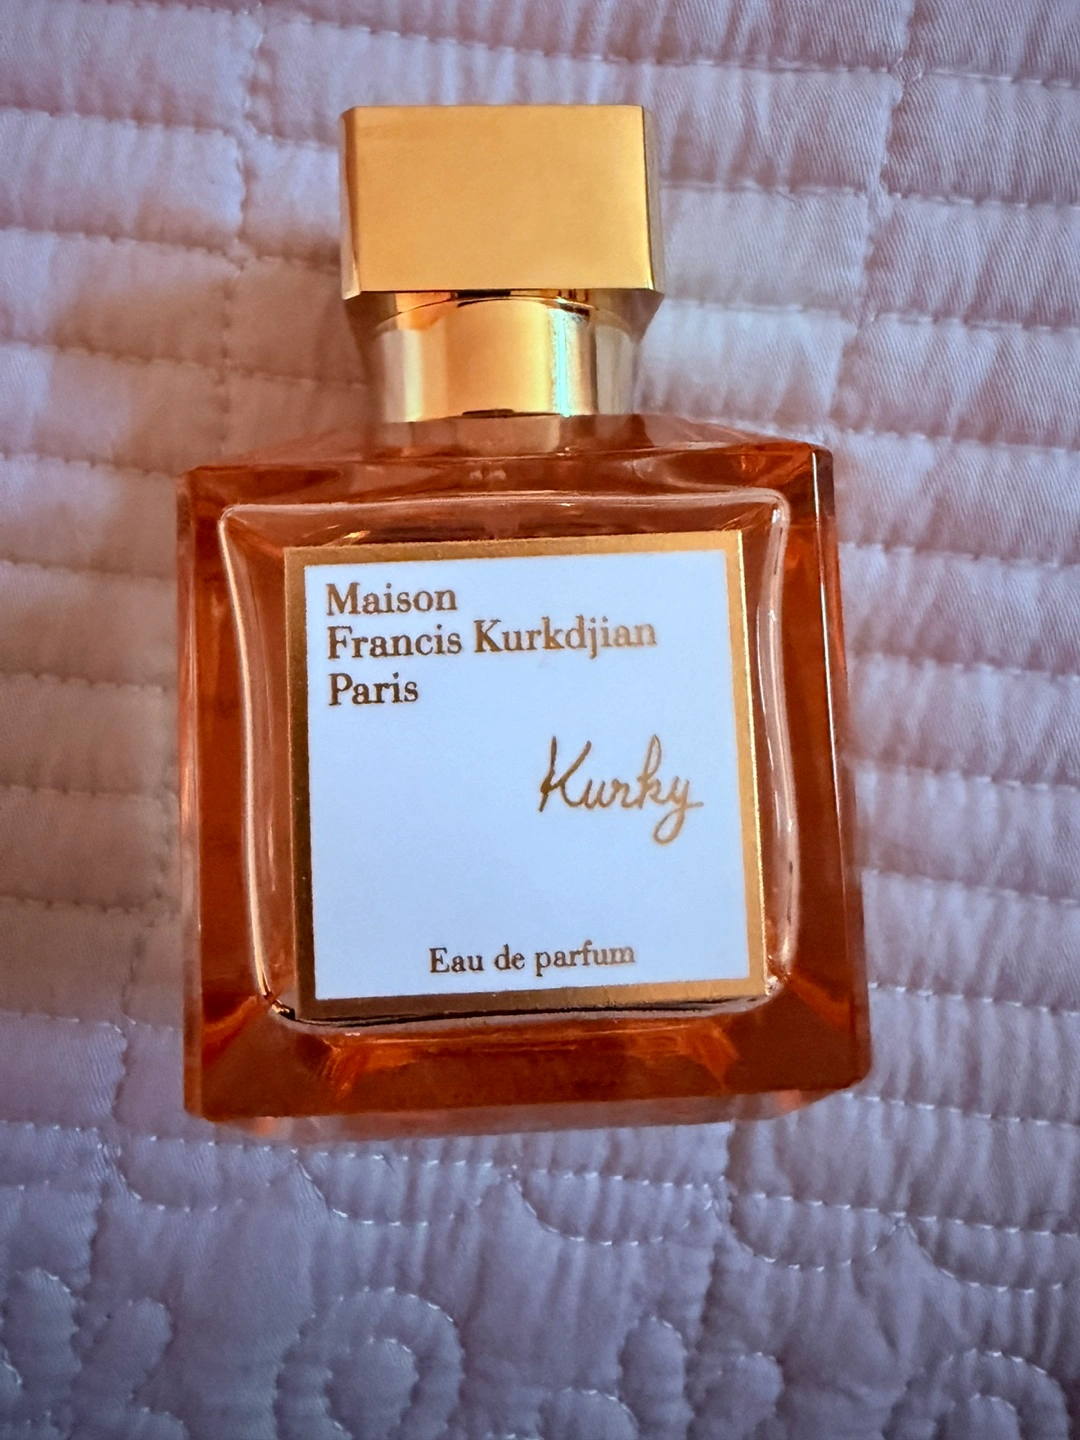 Maison
Francis Kurkdjian
Paris
Kurky
Eau de parfum